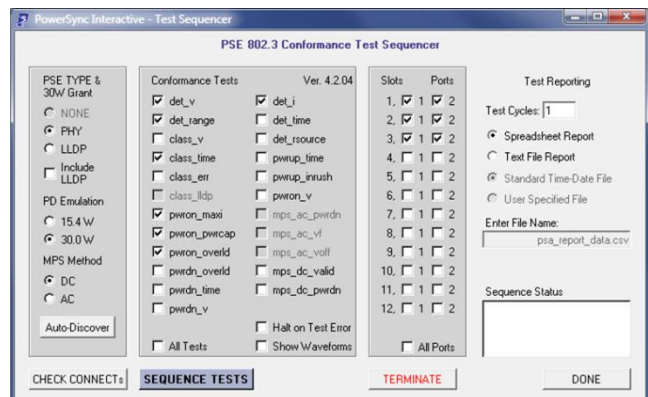 PowerSync Interactive - Test Sequencer
PSE 802.3 Conformance Test Sequencer
PSE TYPE &
30W Grant
NONE
PHY
LLDP
Include
LLDP
PD Emulation
15.4 W
30.0 W
MPS Method
DC
AC
Auto-Discover
Conformance Tests Ver. 4.2.04
det_v det_i
det_range det_time
class_v det_rsource
class_time pwrup_time
class_err pwrup_inrush
class_lldp pwron_v
pwron_maxi mps_ac_pwrdn
pwron_pwrcap mps_ac_vf
pwron_overld mps_ac_voff
pwrdn_overld mps_dc_valid
pwrdn_time mps_dc_pwrdn
pwrdn_v
Halt on Test Error
All Tests Show Waveforms
Slots Ports
1, 1 2
2, 1 2
3, 1 2
4, 1 2
5, 1 2
6, 1 2
7, 1 2
8, 1 2
9, 1 2
10, 1 2
11, 1 2
12, 1 2
All Ports
Test Reporting
Test Cycles: 1
Spreadsheet Report
Text File Report
Standard Time-Date File
User Specified File
Enter File Name:
psa_report_data.csv
Sequence Status
CHECK CONNECTs SEQUENCE TESTS TERMINATE DONE